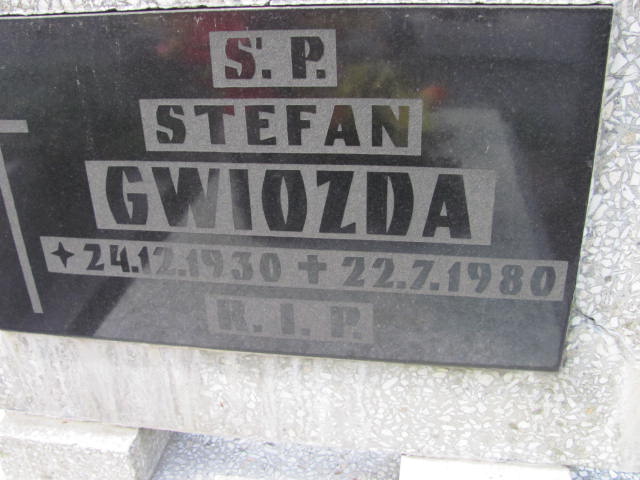 Ś. P.
STEFAN
GWIOZDA
✦24.12.1930 ✝ 22.7.1980
R. I. P.